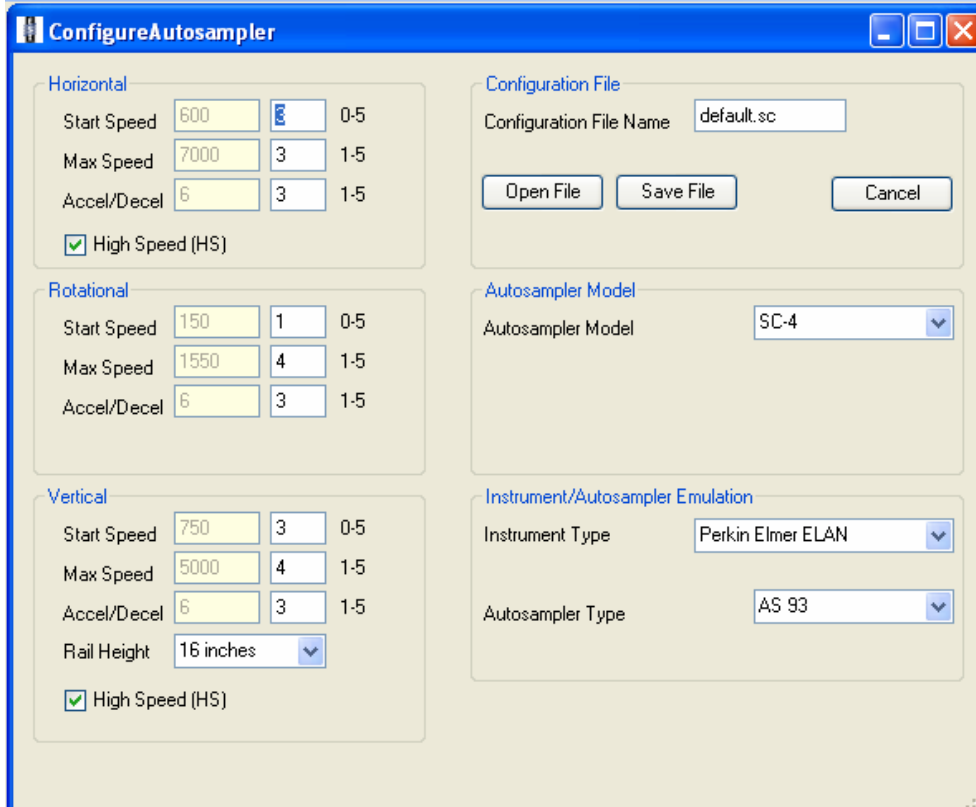 ConfigureAutosampler
Horizontal
Start Speed 600 3 0-5
Max Speed 7000 3 1-5
Accel/Decel 6 3 1-5
High Speed (HS)
Configuration File
Configuration File Name default.sc
Open File Save File Cancel
Rotational
Start Speed 150 1 0-5
Max Speed 1550 4 1-5
Accel/Decel 6 3 1-5
Autosampler Model
Autosampler Model SC-4
Vertical
Start Speed 750 3 0-5
Max Speed 5000 4 1-5
Accel/Decel 6 3 1-5
Rail Height 16 inches
High Speed (HS)
Instrument/Autosampler Emulation
Instrument Type Perkin Elmer ELAN
Autosampler Type AS 93